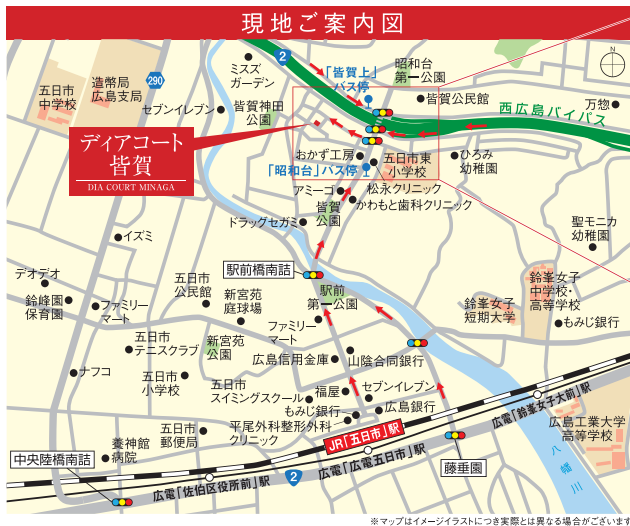 現地ご案内図
2
「皆賀上」
バス停
昭和台
第一公園
N
ミスズ
ガーデン
五日市
中学校
造幣局
広島支局
290
セブンイレブン
皆賀神田
公園
皆賀公民館
万惣
西広島バイパス
ディアコート
皆賀
DIA COURT MINAGA
おかず工房
「昭和台」バス停
五日市東
小学校
ひろみ
幼稚園
アミーゴ
松永クリニック
かわもと歯科クリニック
皆賀
公園
ドラッグセガミ
聖モニカ
幼稚園
イズミ
駅前橋南詰
デオデオ
鈴峰園
保育園
ファミリー
マート
五日市
公民館
新宮苑
庭球場
駅前
第一公園
鈴峯女子
短期大学
鈴峯女子
中学校・
高等学校
もみじ銀行
五日市
テニスクラブ
新宮苑
公園
ファミリー
マート
広島信用金庫
山陰合同銀行
ナフコ
五日市
小学校
五日市
スイミングスクール
福屋
セブンイレブン
もみじ銀行
広島銀行
平尾外科整形外科
クリニック
五日市
郵便局
養神館
病院
JR「五日市」駅
広電「広電五日市」駅
広電「鈴峯女子大前」駅
広島工業大学
高等学校
八幡川
中央陸橋南詰
藤垂園
2
広電「佐伯区役所前」駅
※マップはイメージイラストにつき実際とは異なる場合がございます